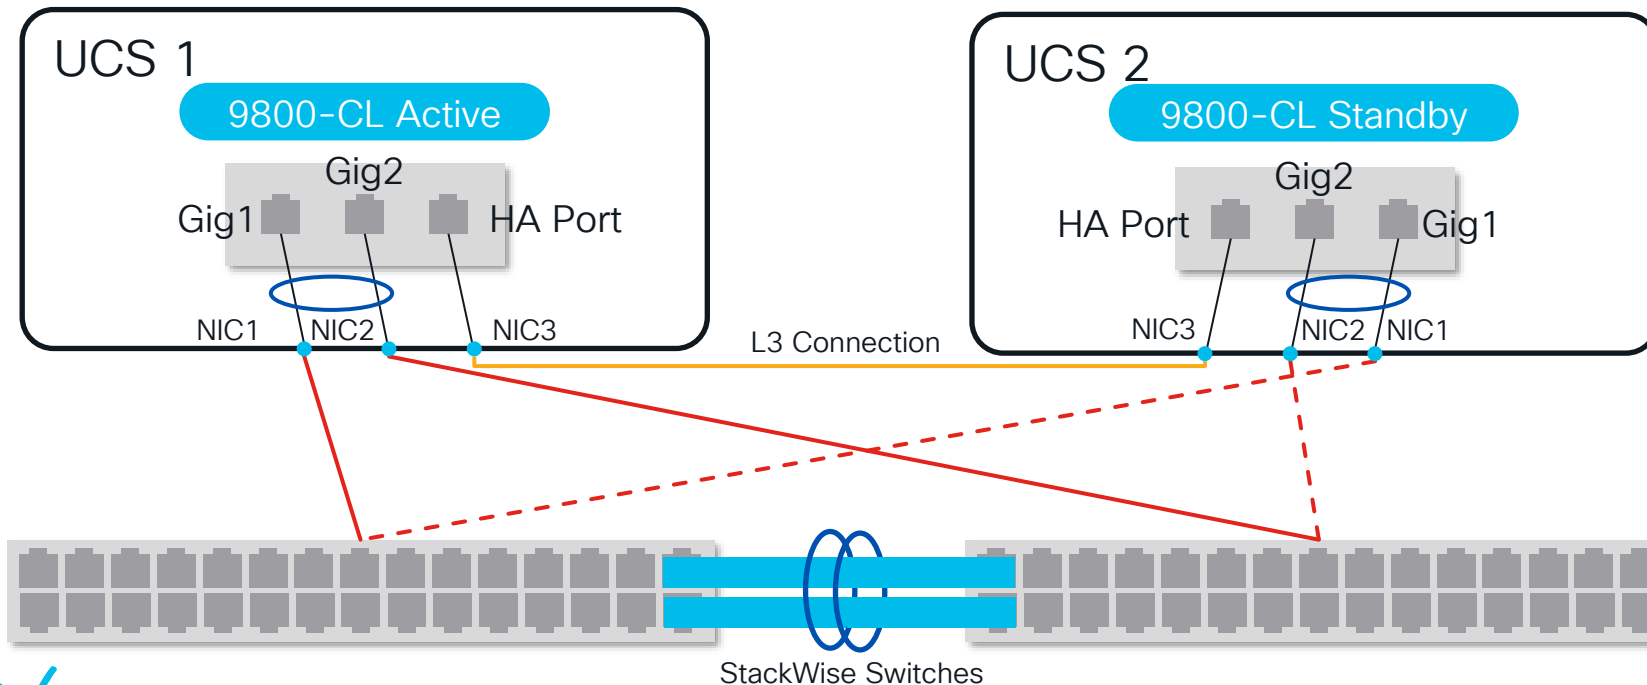 UCS 1
9800-CL Active
Gig2
Gig1
HA Port
NIC1
NIC2
NIC3
UCS 2
9800-CL Standby
Gig2
HA Port
Gig1
NIC3
NIC2
NIC1
L3 Connection
StackWise Switches